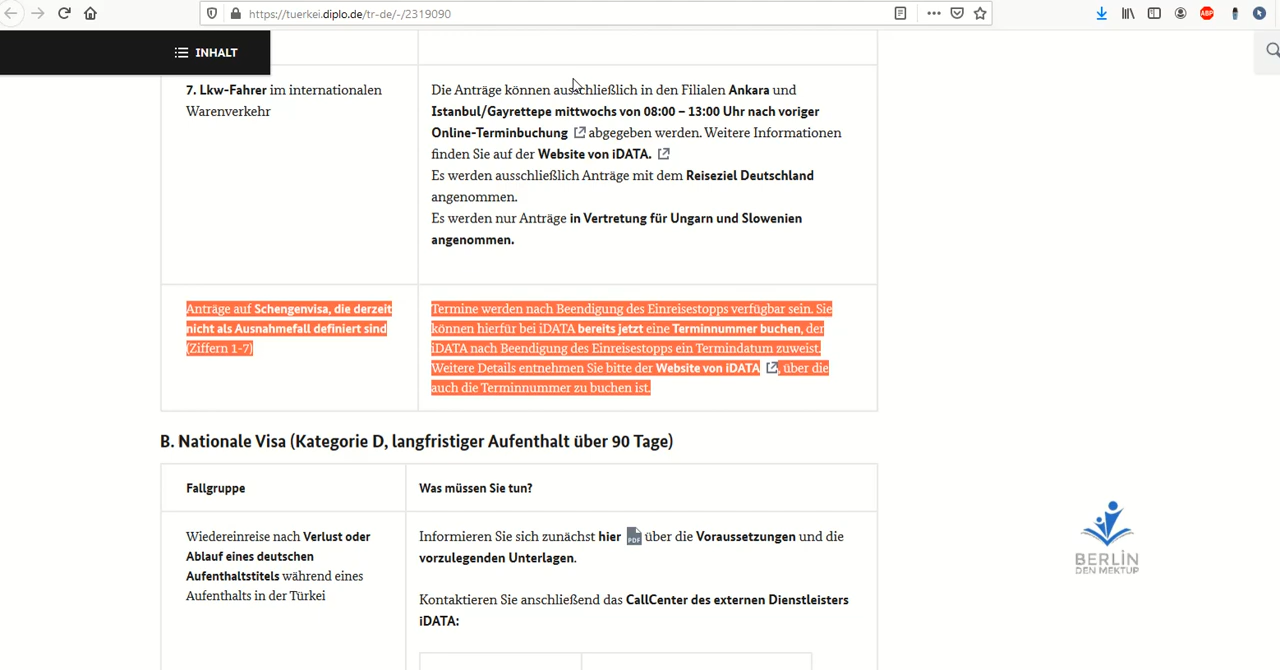 https://tuerkei.diplo.de/tr-de/-/2319090
ABP
INHALT
7. Lkw-Fahrer im internationalen
Warenverkehr
Die Anträge können ausschließlich in den Filialen Ankara und
Istanbul/Gayrettepe mittwochs von 08:00 – 13:00 Uhr nach voriger
Online-Terminbuchung abgegeben werden. Weitere Informationen
finden Sie auf der Website von iDATA.
Es werden ausschließlich Anträge mit dem Reiseziel Deutschland
angenommen.
Es werden nur Anträge in Vertretung für Ungarn und Slowenien
angenommen.
Anträge auf Schengenvisa, die derzeit
nicht als Ausnahmefall definiert sind
(Ziffern 1-7)
Termine werden nach Beendigung des Einreisestopps verfügbar sein. Sie
können hierfür bei iDATA bereits jetzt eine Terminnummer buchen, der
iDATA nach Beendigung des Einreisestopps ein Termindatum zuweist.
Weitere Details entnehmen Sie bitte der Website von iDATA , über die
auch die Terminnummer zu buchen ist.
B. Nationale Visa (Kategorie D, langfristiger Aufenthalt über 90 Tage)
Fallgruppe
Was müssen Sie tun?
Wiedereinreise nach Verlust oder
Ablauf eines deutschen
Aufenthaltstitels während eines
Aufenthalts in der Türkei
Informieren Sie sich zunächst hier PDF über die Voraussetzungen und die
vorzulegenden Unterlagen.
Kontaktieren Sie anschließend das CallCenter des externen Dienstleisters
iDATA:
BERLİN
DEN MEKTUP